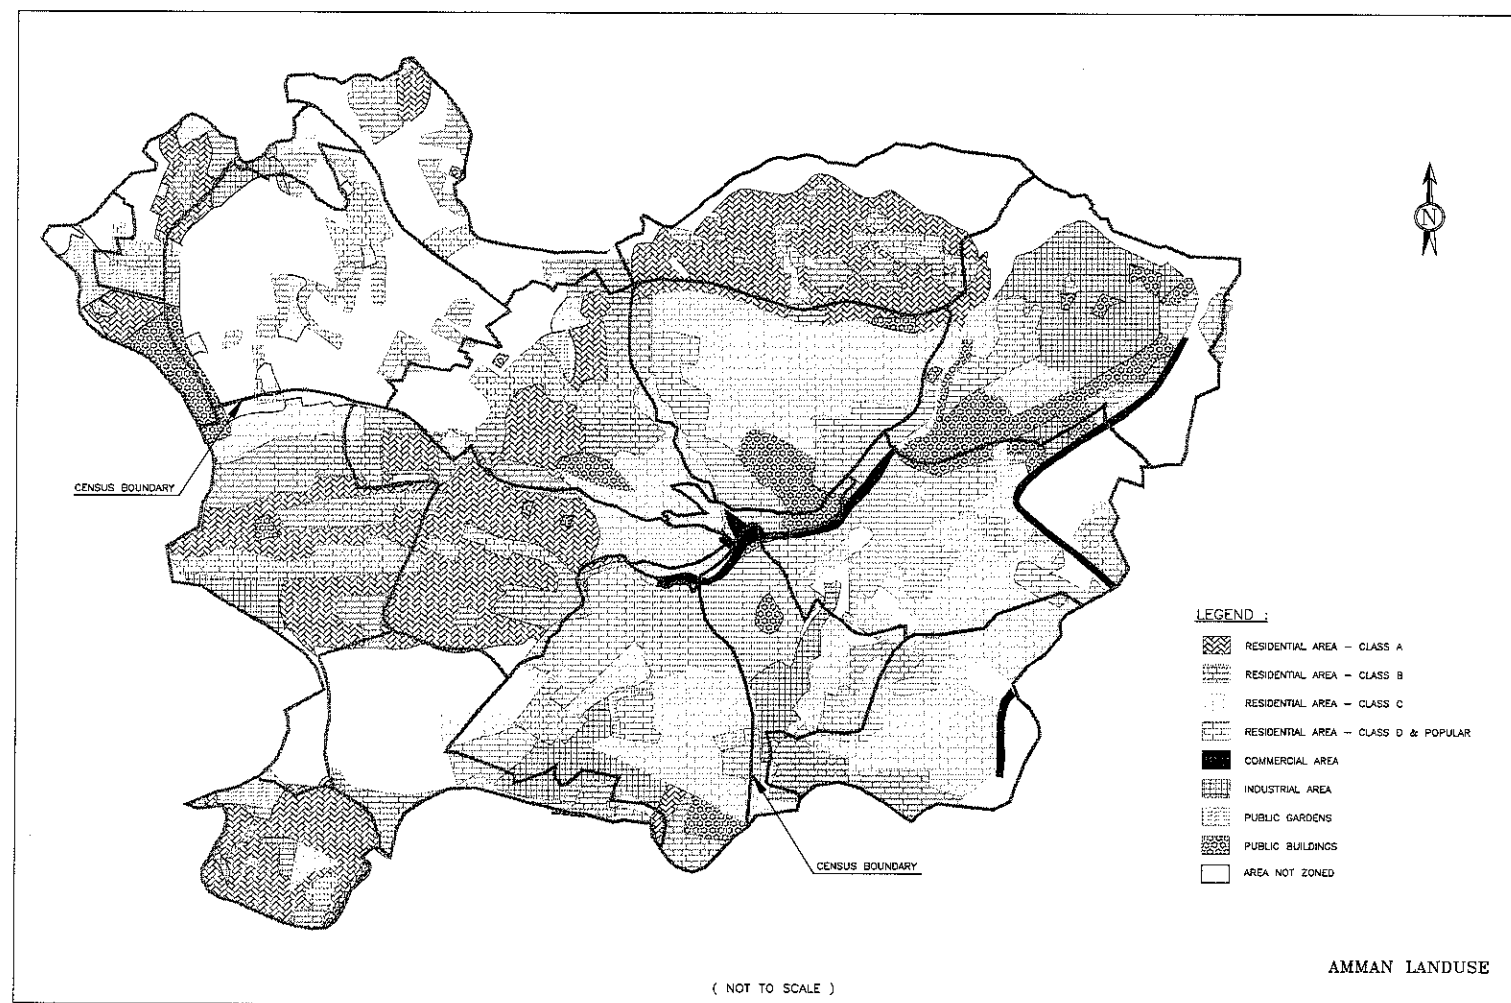 N
CENSUS BOUNDARY
LEGEND :
RESIDENTIAL AREA – CLASS A
RESIDENTIAL AREA – CLASS B
RESIDENTIAL AREA – CLASS C
RESIDENTIAL AREA – CLASS D & POPULAR
COMMERCIAL AREA
INDUSTRIAL AREA
PUBLIC GARDENS
PUBLIC BUILDINGS
AREA NOT ZONED
CENSUS BOUNDARY
AMMAN LANDUSE
( NOT TO SCALE )